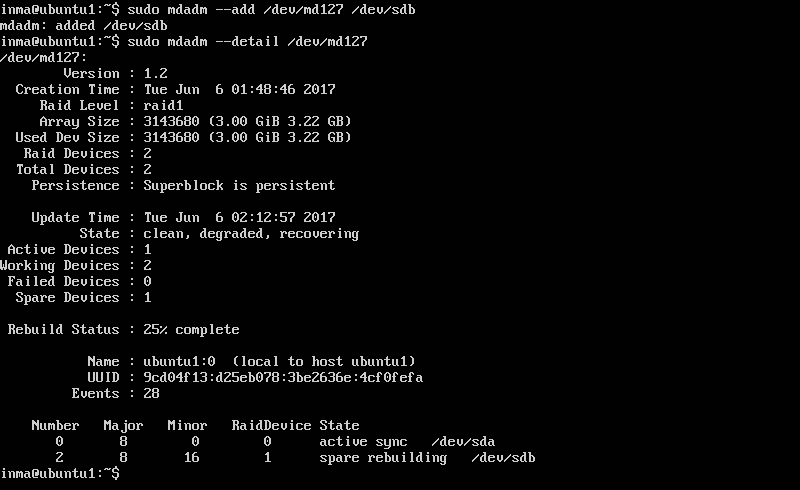 inma@ubuntu1:~$ sudo mdadm --add /dev/md127 /dev/sdb
mdadm: added /dev/sdb
inma@ubuntu1:~$ sudo mdadm --detail /dev/md127
/dev/md127:
        Version : 1.2
  Creation Time : Tue Jun  6 01:48:46 2017
     Raid Level : raid1
     Array Size : 3143680 (3.00 GiB 3.22 GB)
  Used Dev Size : 3143680 (3.00 GiB 3.22 GB)
   Raid Devices : 2
  Total Devices : 2
    Persistence : Superblock is persistent

    Update Time : Tue Jun  6 02:12:57 2017
          State : clean, degraded, recovering
 Active Devices : 1
Working Devices : 2
 Failed Devices : 0
  Spare Devices : 1

 Rebuild Status : 25% complete

           Name : ubuntu1:0  (local to host ubuntu1)
           UUID : 9cd04f13:d25eb078:3be2636e:4cf0fefa
         Events : 28

    Number   Major   Minor   RaidDevice State
       0       8        0        0      active sync   /dev/sda
       2       8       16        1      spare rebuilding   /dev/sdb
inma@ubuntu1:~$